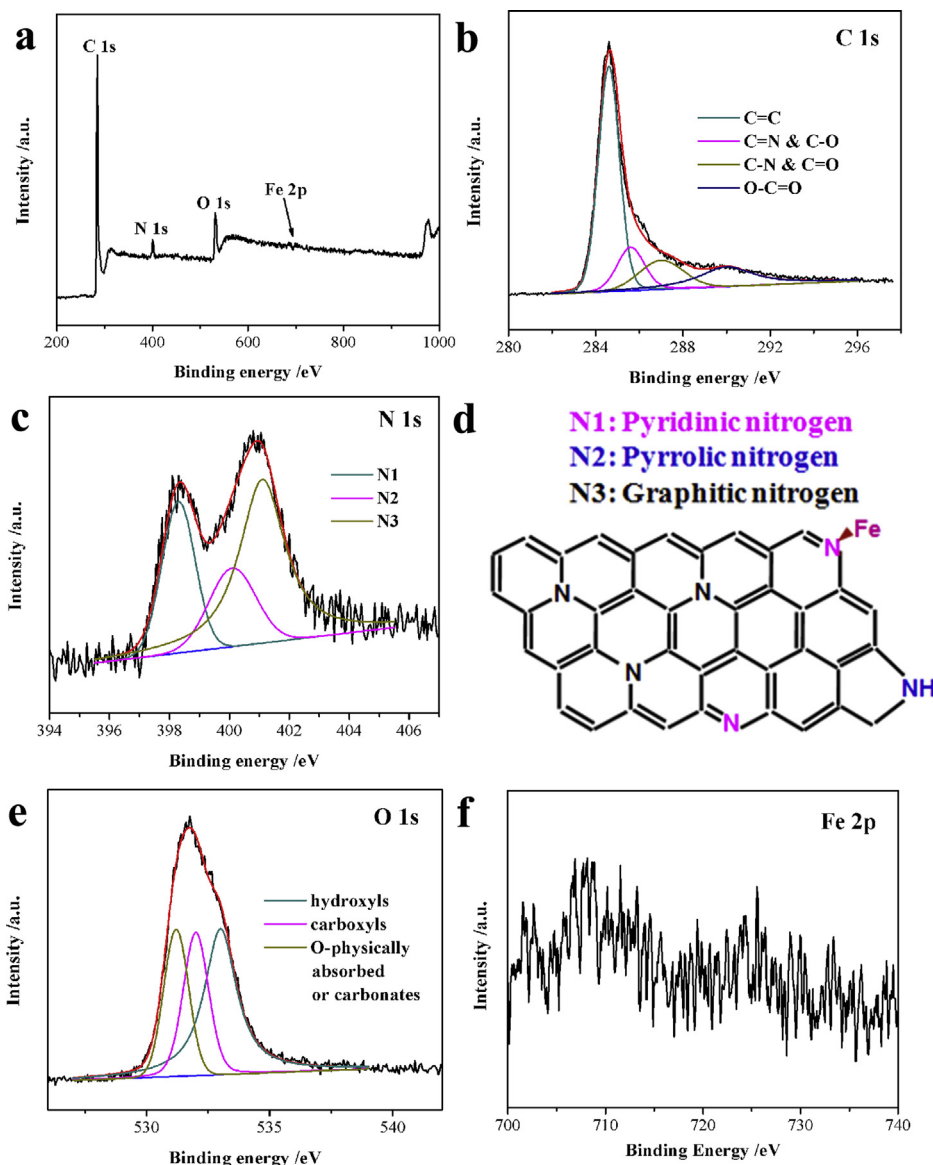 a
C 1s
N 1s
O 1s
Fe 2p
Intensity /a.u.
200 400 600 800 1000
Binding energy /eV
b
C 1s
C=C
C=N & C-O
C-N & C=O
O-C=O
Intensity /a.u.
280 284 288 292 296
Binding energy /eV
c
N 1s
N1
N2
N3
Intensity /a.u.
394 396 398 400 402 404 406
Binding energy /eV
d
N1: Pyridinic nitrogen
N2: Pyrrolic nitrogen
N3: Graphitic nitrogen
Fe
N
N N
N NH
N
e
O 1s
hydroxyls
carboxyls
O-physically
absorbed
or carbonates
Intensity /a.u.
530 535 540
Binding energy /eV
f
Fe 2p
Intensity /a.u.
700 710 720 730 740
Binding Energy /eV